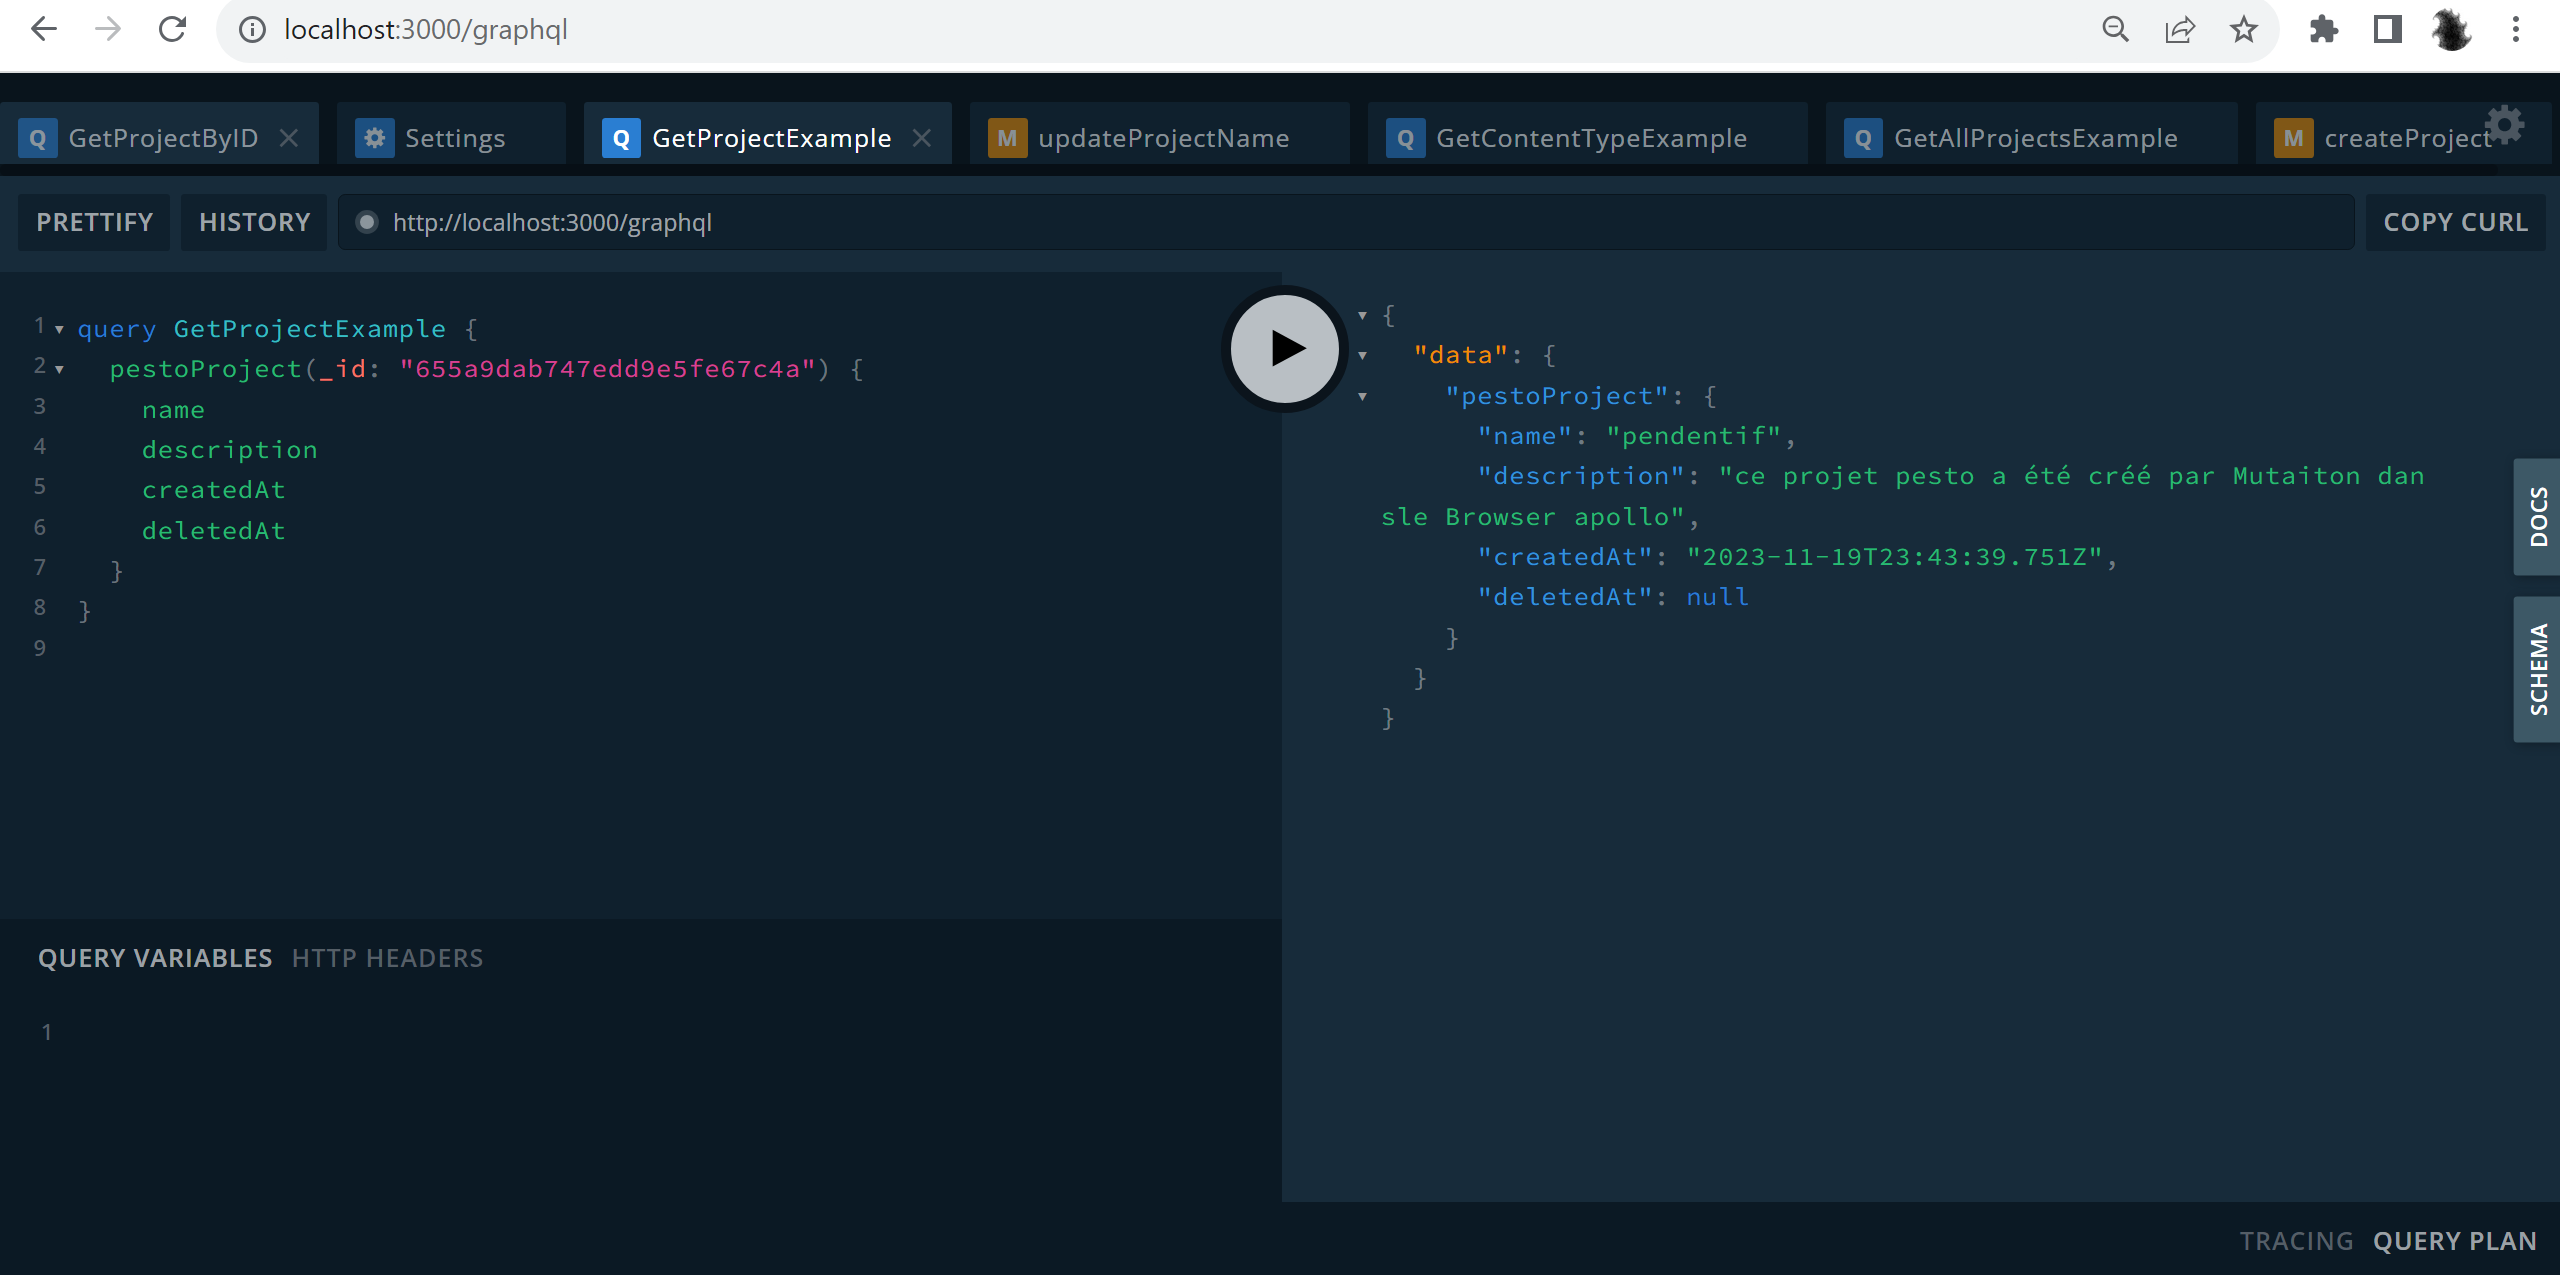 localhost:3000/graphql
Q GetProjectByID
Settings
Q GetProjectExample
M updateProjectName
Q GetContentTypeExample
Q GetAllProjectsExample
M createProject
PRETTIFY
HISTORY
http://localhost:3000/graphql
COPY CURL
1 query GetProjectExample {
2 pestoProject(_id: "655a9dab747edd9e5fe67c4a") {
3 name
4 description
5 createdAt
6 deletedAt
7 }
8 }
9
{
"data": {
"pestoProject": {
"name": "pendentif",
"description": "ce projet pesto a été créé par Mutaiton dan
sle Browser apollo",
"createdAt": "2023-11-19T23:43:39.751Z",
"deletedAt": null
}
}
}
DOCS
SCHEMA
QUERY VARIABLES HTTP HEADERS
1
TRACING QUERY PLAN